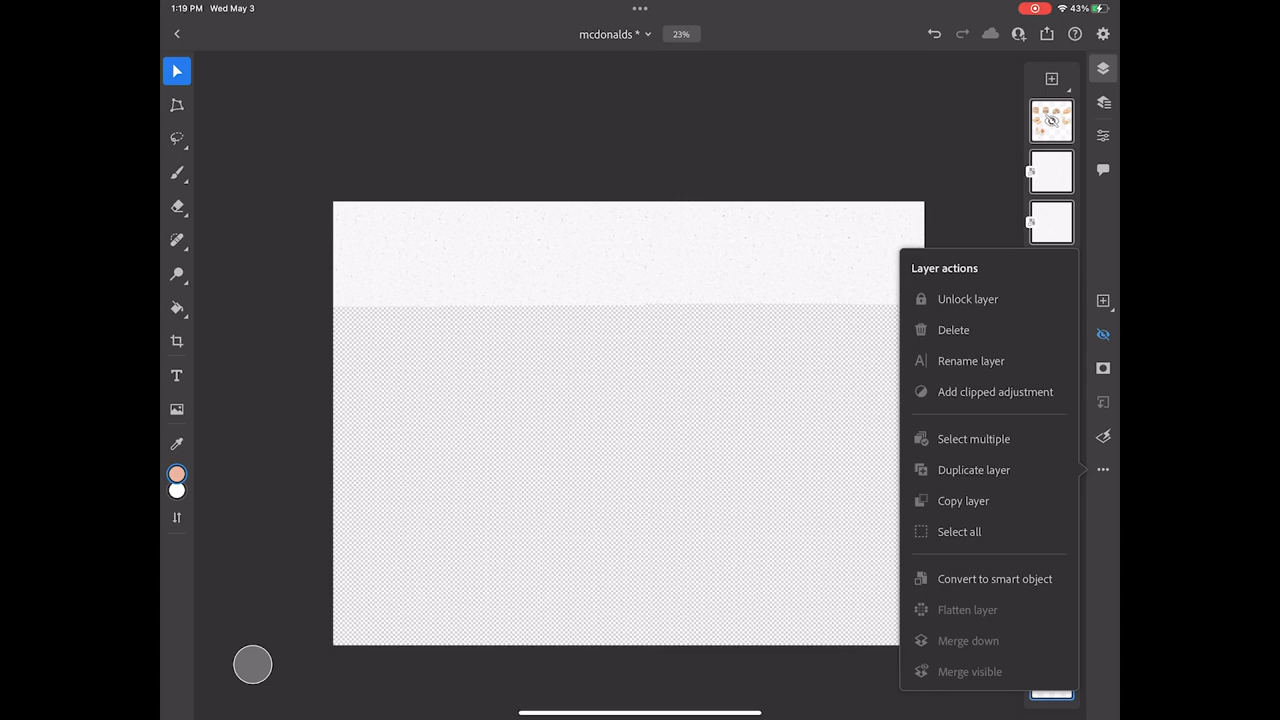 1:19 PM Wed May 3
43%
mcdonalds *
23%
Layer actions
Unlock layer
Delete
Rename layer
Add clipped adjustment
Select multiple
Duplicate layer
Copy layer
Select all
Convert to smart object
Flatten layer
Merge down
Merge visible